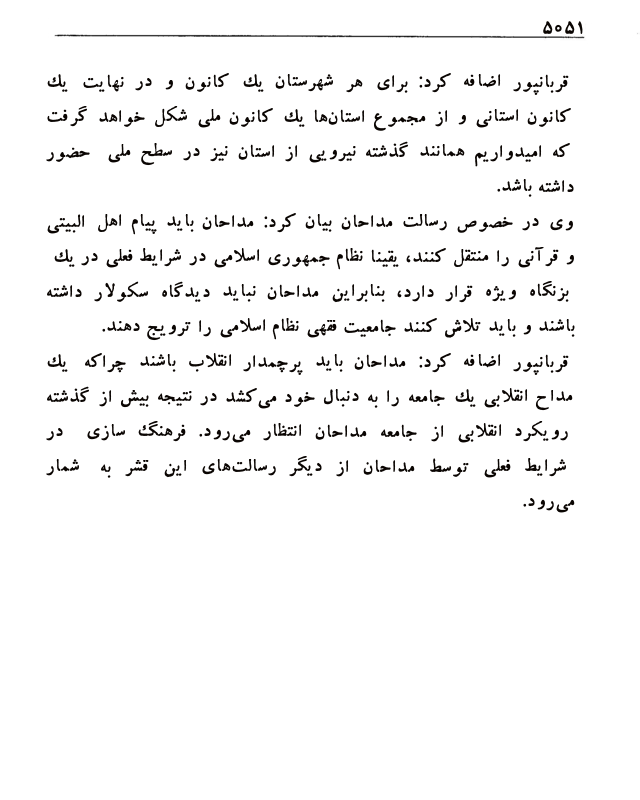 ۵۰۵۱
قربانپور اضافه کرد: برای هر شهرستان یك کانون و در نهایت یك
کانون استانی و از مجموع استان‌ها یك کانون ملی شکل خواهد گرفت
که امیدواریم همانند گذشته نیرویی از استان نیز در سطح ملی حضور
داشته باشد.
وی در خصوص رسالت مداحان بیان کرد: مداحان باید پیام اهل البیتی
و قرآنی را منتقل کنند، یقینا نظام جمهوری اسلامی در شرایط فعلی در یك
بزنگاه ویژه قرار دارد، بنابراین مداحان نباید دیدگاه سکولار داشته
باشند و باید تلاش کنند جامعیت فقهی نظام اسلامی را ترویج دهند.
قربانپور اضافه کرد: مداحان باید پرچمدار انقلاب باشند چراکه یك
مداح انقلابی یك جامعه را به دنبال خود می‌کشد در نتیجه بیش از گذشته
رویکرد انقلابی از جامعه مداحان انتظار می‌رود. فرهنگ سازی در
شرایط فعلی توسط مداحان از دیگر رسالت‌های این قشر به شمار
می‌رود.